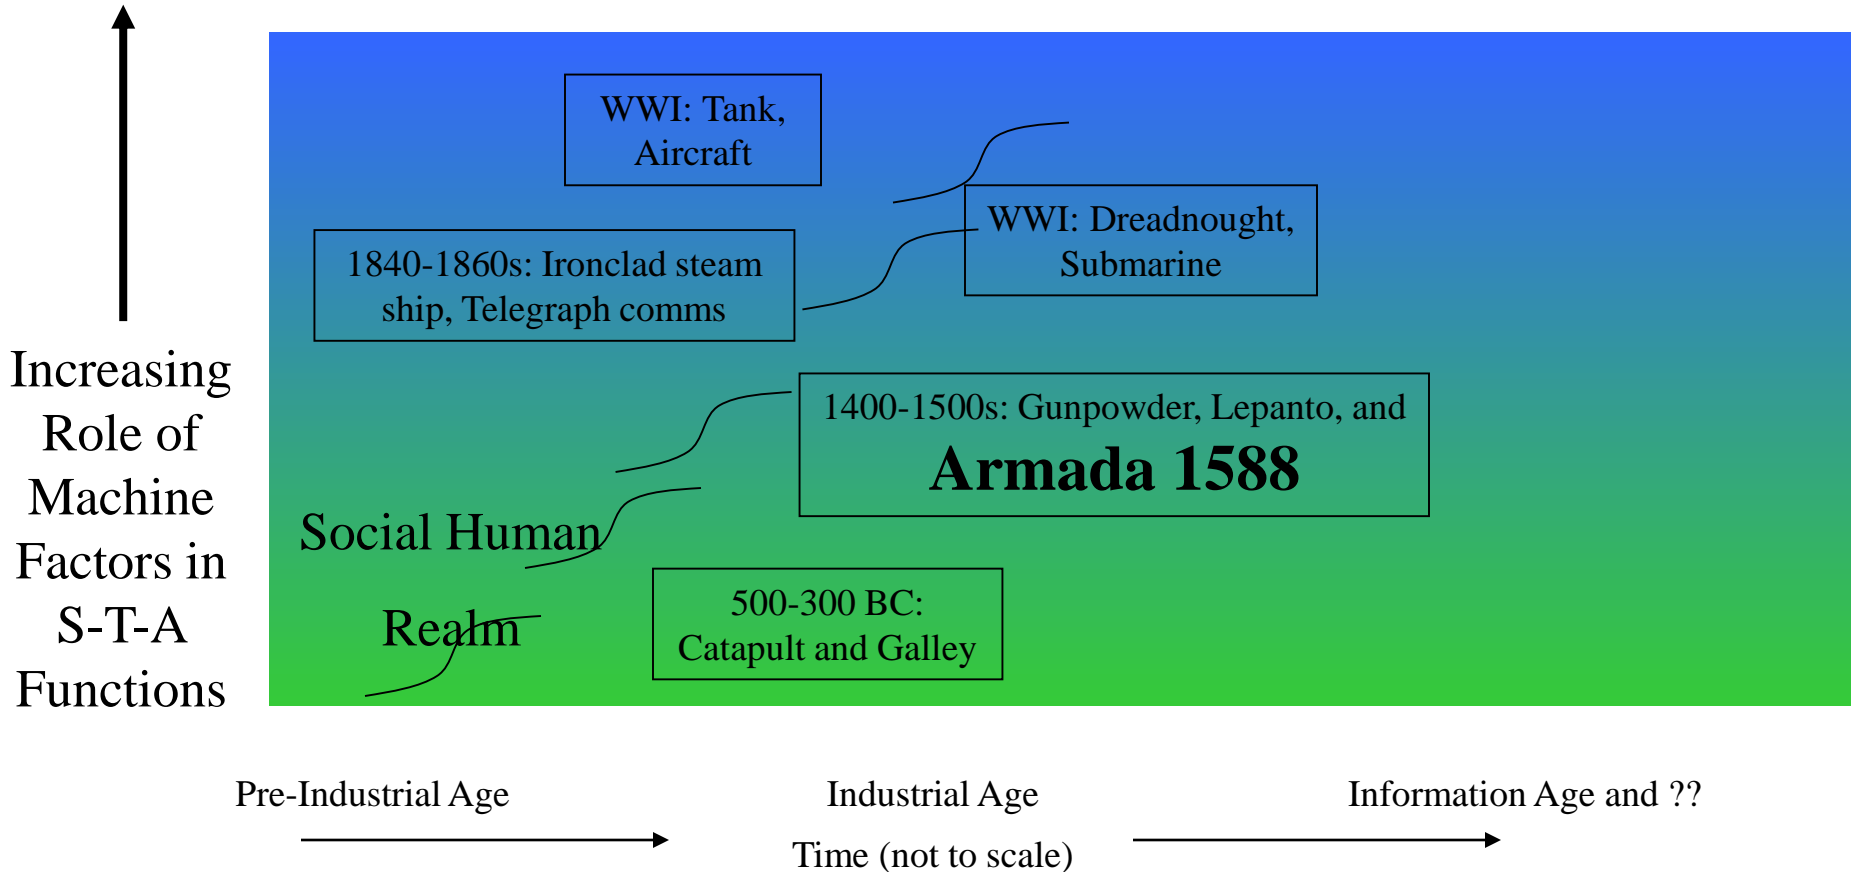 WWI: Tank,
Aircraft
WWI: Dreadnought,
Submarine
1840-1860s: Ironclad steam
ship, Telegraph comms
Increasing
Role of
Machine
Factors in
S-T-A
Functions
1400-1500s: Gunpowder, Lepanto, and
Armada 1588
Social Human
Realm
500-300 BC:
Catapult and Galley
Pre-Industrial Age
Industrial Age
Information Age and ??
Time (not to scale)